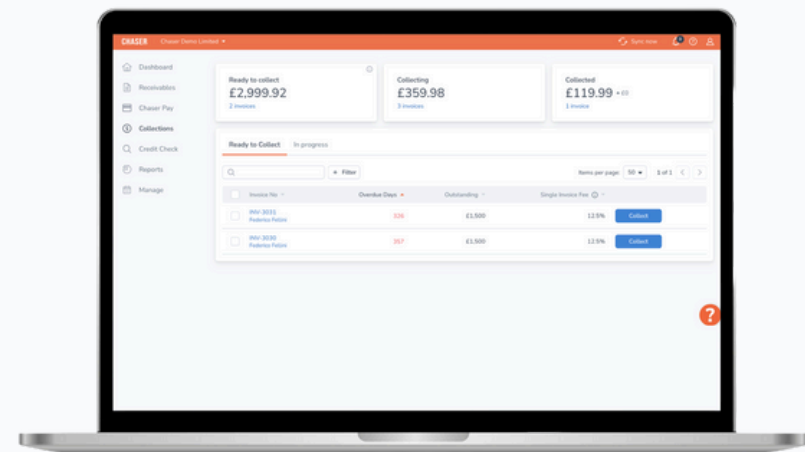 CHASER Chaser Demo Limited
Sync now
Dashboard
Receivables
Chaser Pay
Collections
Credit Check
Reports
Manage
Ready to collect
£2,999.92
2 invoices
Collecting
£359.98
3 invoices
Collected
£119.99 + £0
1 invoice
Ready to Collect In progress
Filter
Items per page: 50 1 of 1
Invoice No Overdue Days Outstanding Single Invoice Fee
INV-3031
Federico Fellini
£1,500 12.5% Collect
INV-3030
Federico Fellini
357 £1,500 12.5% Collect
?